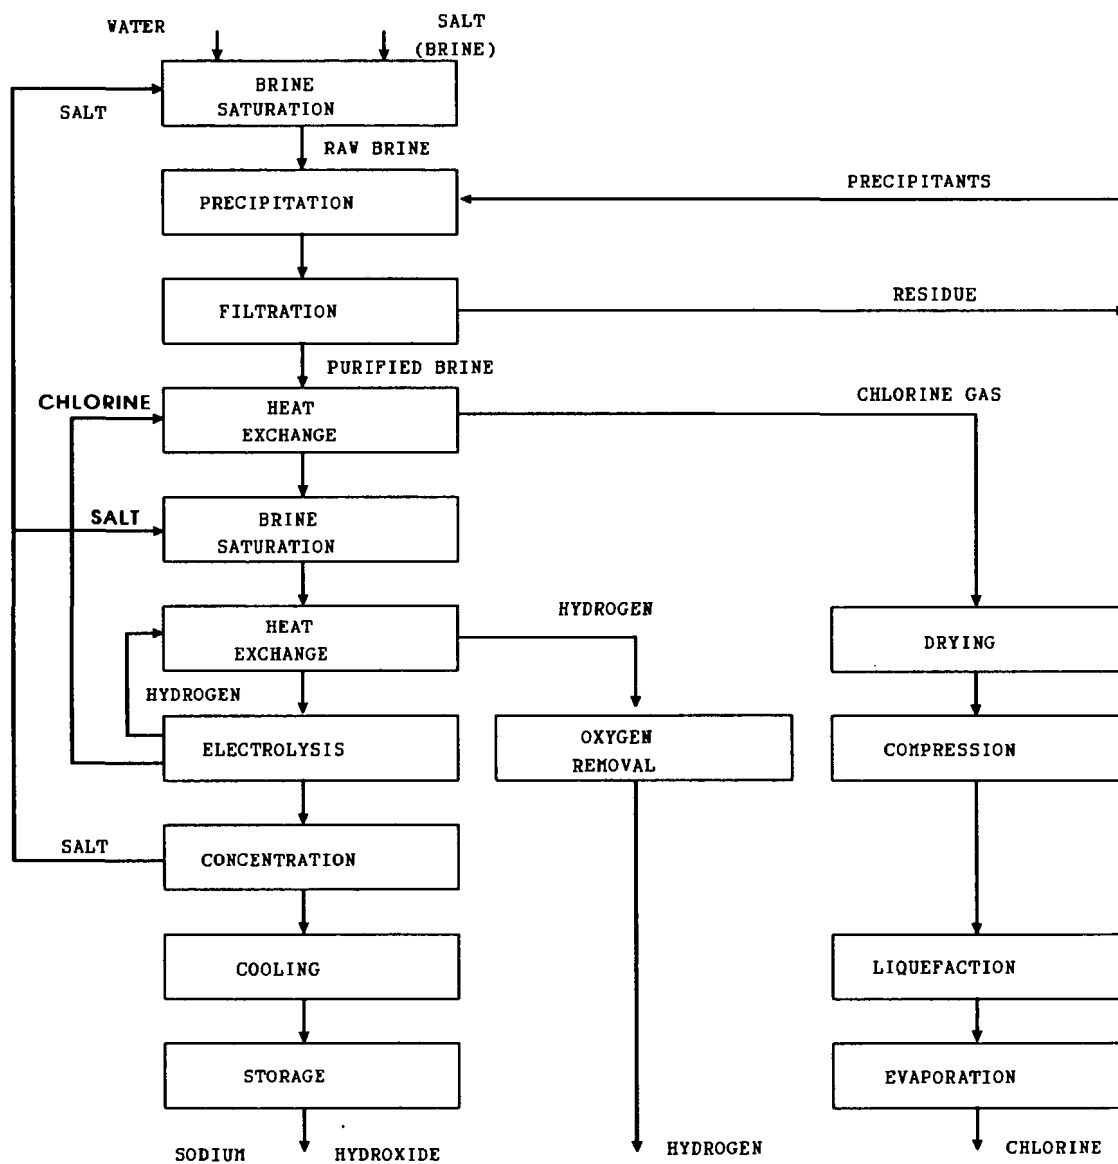 WATER
SALT
(BRINE)
BRINE
SATURATION
SALT
RAW BRINE
PRECIPITANTS
PRECIPITATION
RESIDUE
FILTRATION
PURIFIED BRINE
CHLORINE
HEAT
EXCHANGE
CHLORINE GAS
SALT
BRINE
SATURATION
HYDROGEN
HEAT
EXCHANGE
DRYING
HYDROGEN
ELECTROLYSIS
OXYGEN
REMOVAL
COMPRESSION
SALT
CONCENTRATION
COOLING
LIQUEFACTION
STORAGE
EVAPORATION
SODIUM HYDROXIDE
HYDROGEN
CHLORINE